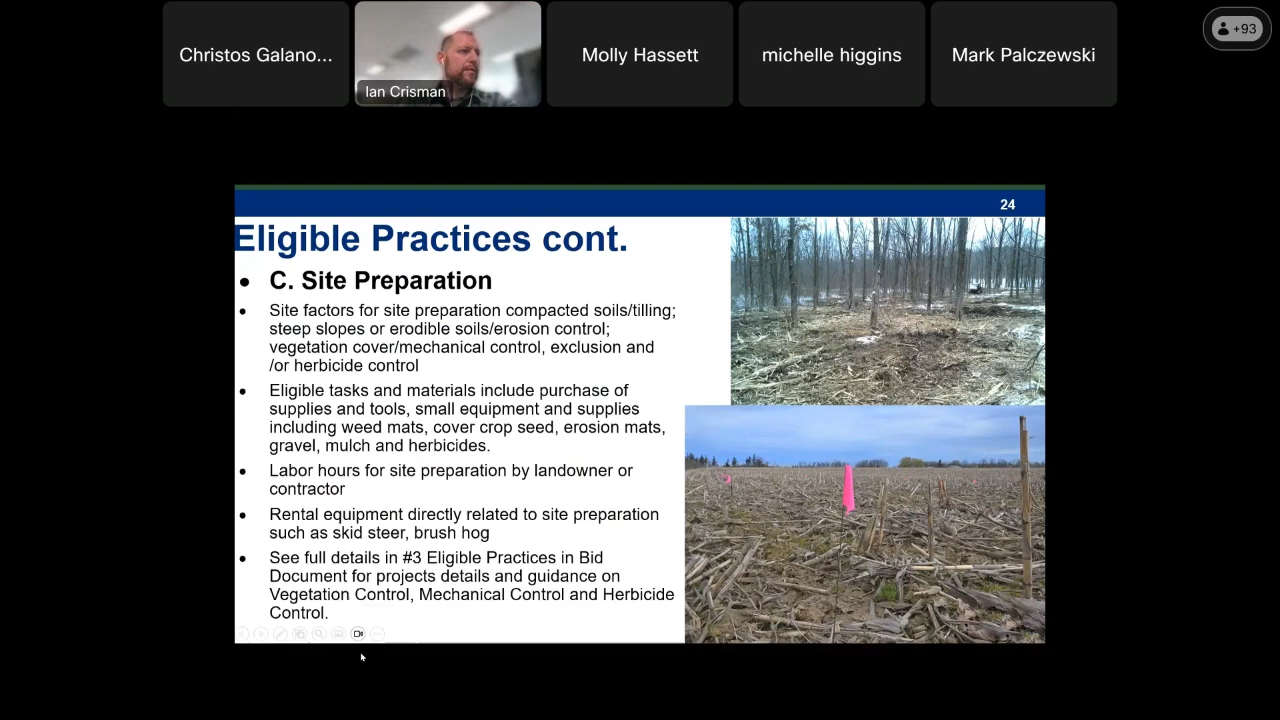 Christos Galano...
Ian Crisman
Molly Hassett
michelle higgins
Mark Palczewski
+93
24
Eligible Practices cont.
• C. Site Preparation
• Site factors for site preparation compacted soils/tilling;
steep slopes or erodible soils/erosion control;
vegetation cover/mechanical control, exclusion and
/or herbicide control
• Eligible tasks and materials include purchase of
supplies and tools, small equipment and supplies
including weed mats, cover crop seed, erosion mats,
gravel, mulch and herbicides.
• Labor hours for site preparation by landowner or
contractor
• Rental equipment directly related to site preparation
such as skid steer, brush hog
• See full details in #3 Eligible Practices in Bid
Document for projects details and guidance on
Vegetation Control, Mechanical Control and Herbicide
Control.